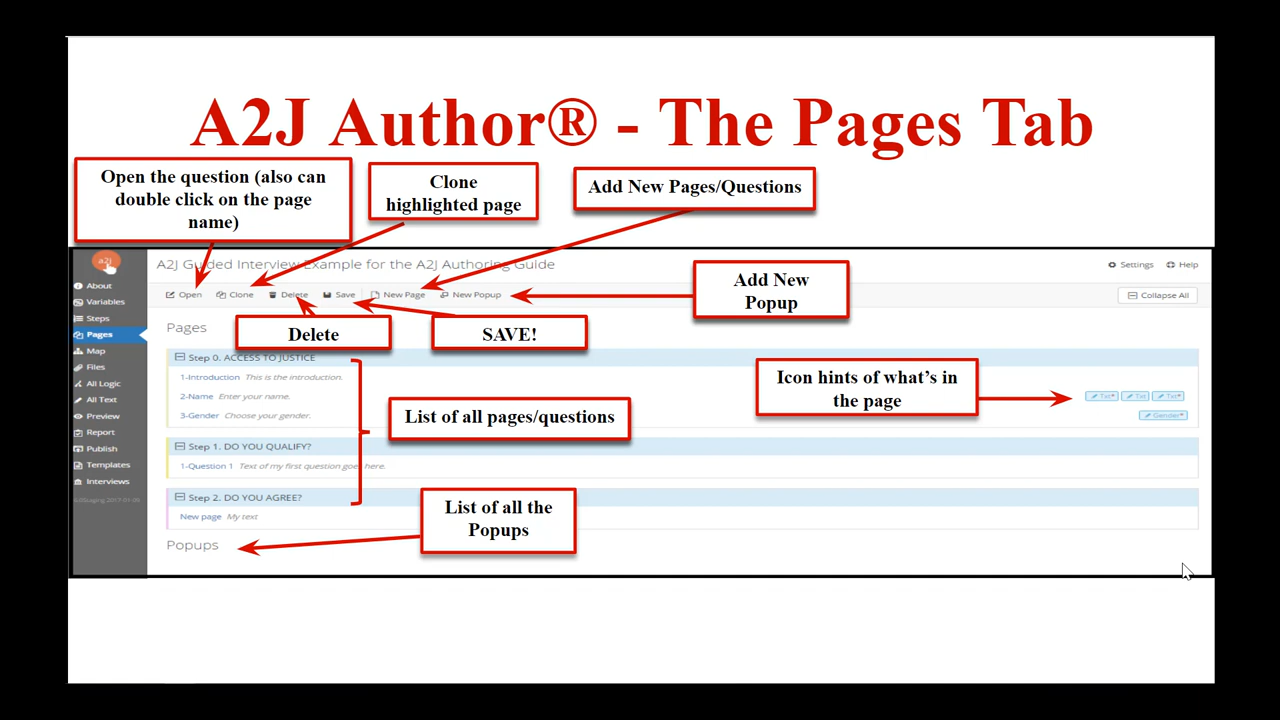 A2J Author® - The Pages Tab
Open the question (also can
double click on the page
name)
Clone
highlighted page
Add New Pages/Questions
a2j
A2J Guided Interview Example for the A2J Authoring Guide
Settings
Help
Open
Clone
Delete
Save
New Page
New Popup
Collapse All
Add New
Popup
Delete
SAVE!
About
Variables
Steps
Pages
Map
Files
All Logic
All Text
Preview
Report
Publish
Templates
Interviews
Pages
Step 0. ACCESS TO JUSTICE
1-Introduction This is the introduction.
2-Name Enter your name.
Txt*
Txt
Txt*
3-Gender Choose your gender.
Gender*
Icon hints of what’s in
the page
List of all pages/questions
Step 1. DO YOU QUALIFY?
1-Question 1 Text of my first question goes here.
Step 2. DO YOU AGREE?
New page My text
List of all the
Popups
Popups